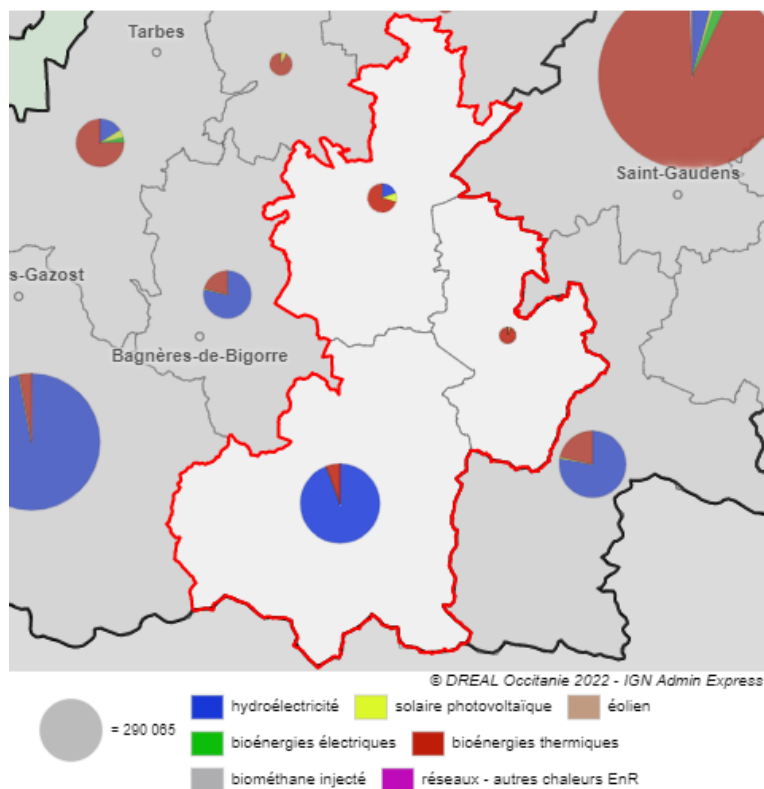 Tarbes
Saint-Gaudens
s-Gazost
Bagnères-de-Bigorre
© DREAL Occitanie 2022 - IGN Admin Express
= 290 065
hydroélectricité
solaire photovoltaïque
éolien
bioénergies électriques
bioénergies thermiques
biométhane injecté
réseaux - autres chaleurs EnR